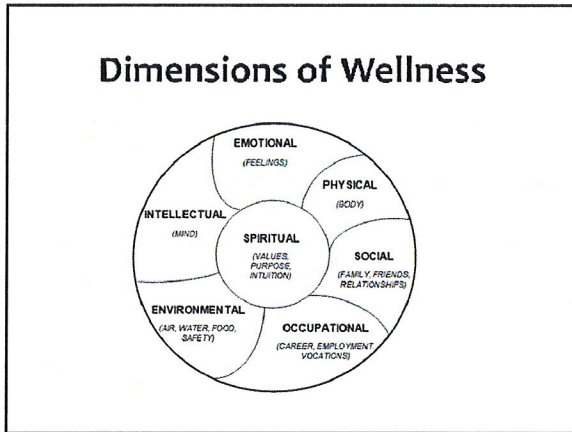 Dimensions of Wellness
EMOTIONAL
(FEELINGS)
PHYSICAL
(BODY)
SOCIAL
(FAMILY, FRIENDS,
RELATIONSHIPS)
OCCUPATIONAL
(CAREER, EMPLOYMENT
VOCATIONS)
ENVIRONMENTAL
(AIR, WATER, FOOD,
SAFETY)
INTELLECTUAL
(MIND)
SPIRITUAL
(VALUES,
PURPOSE,
INTUITION)